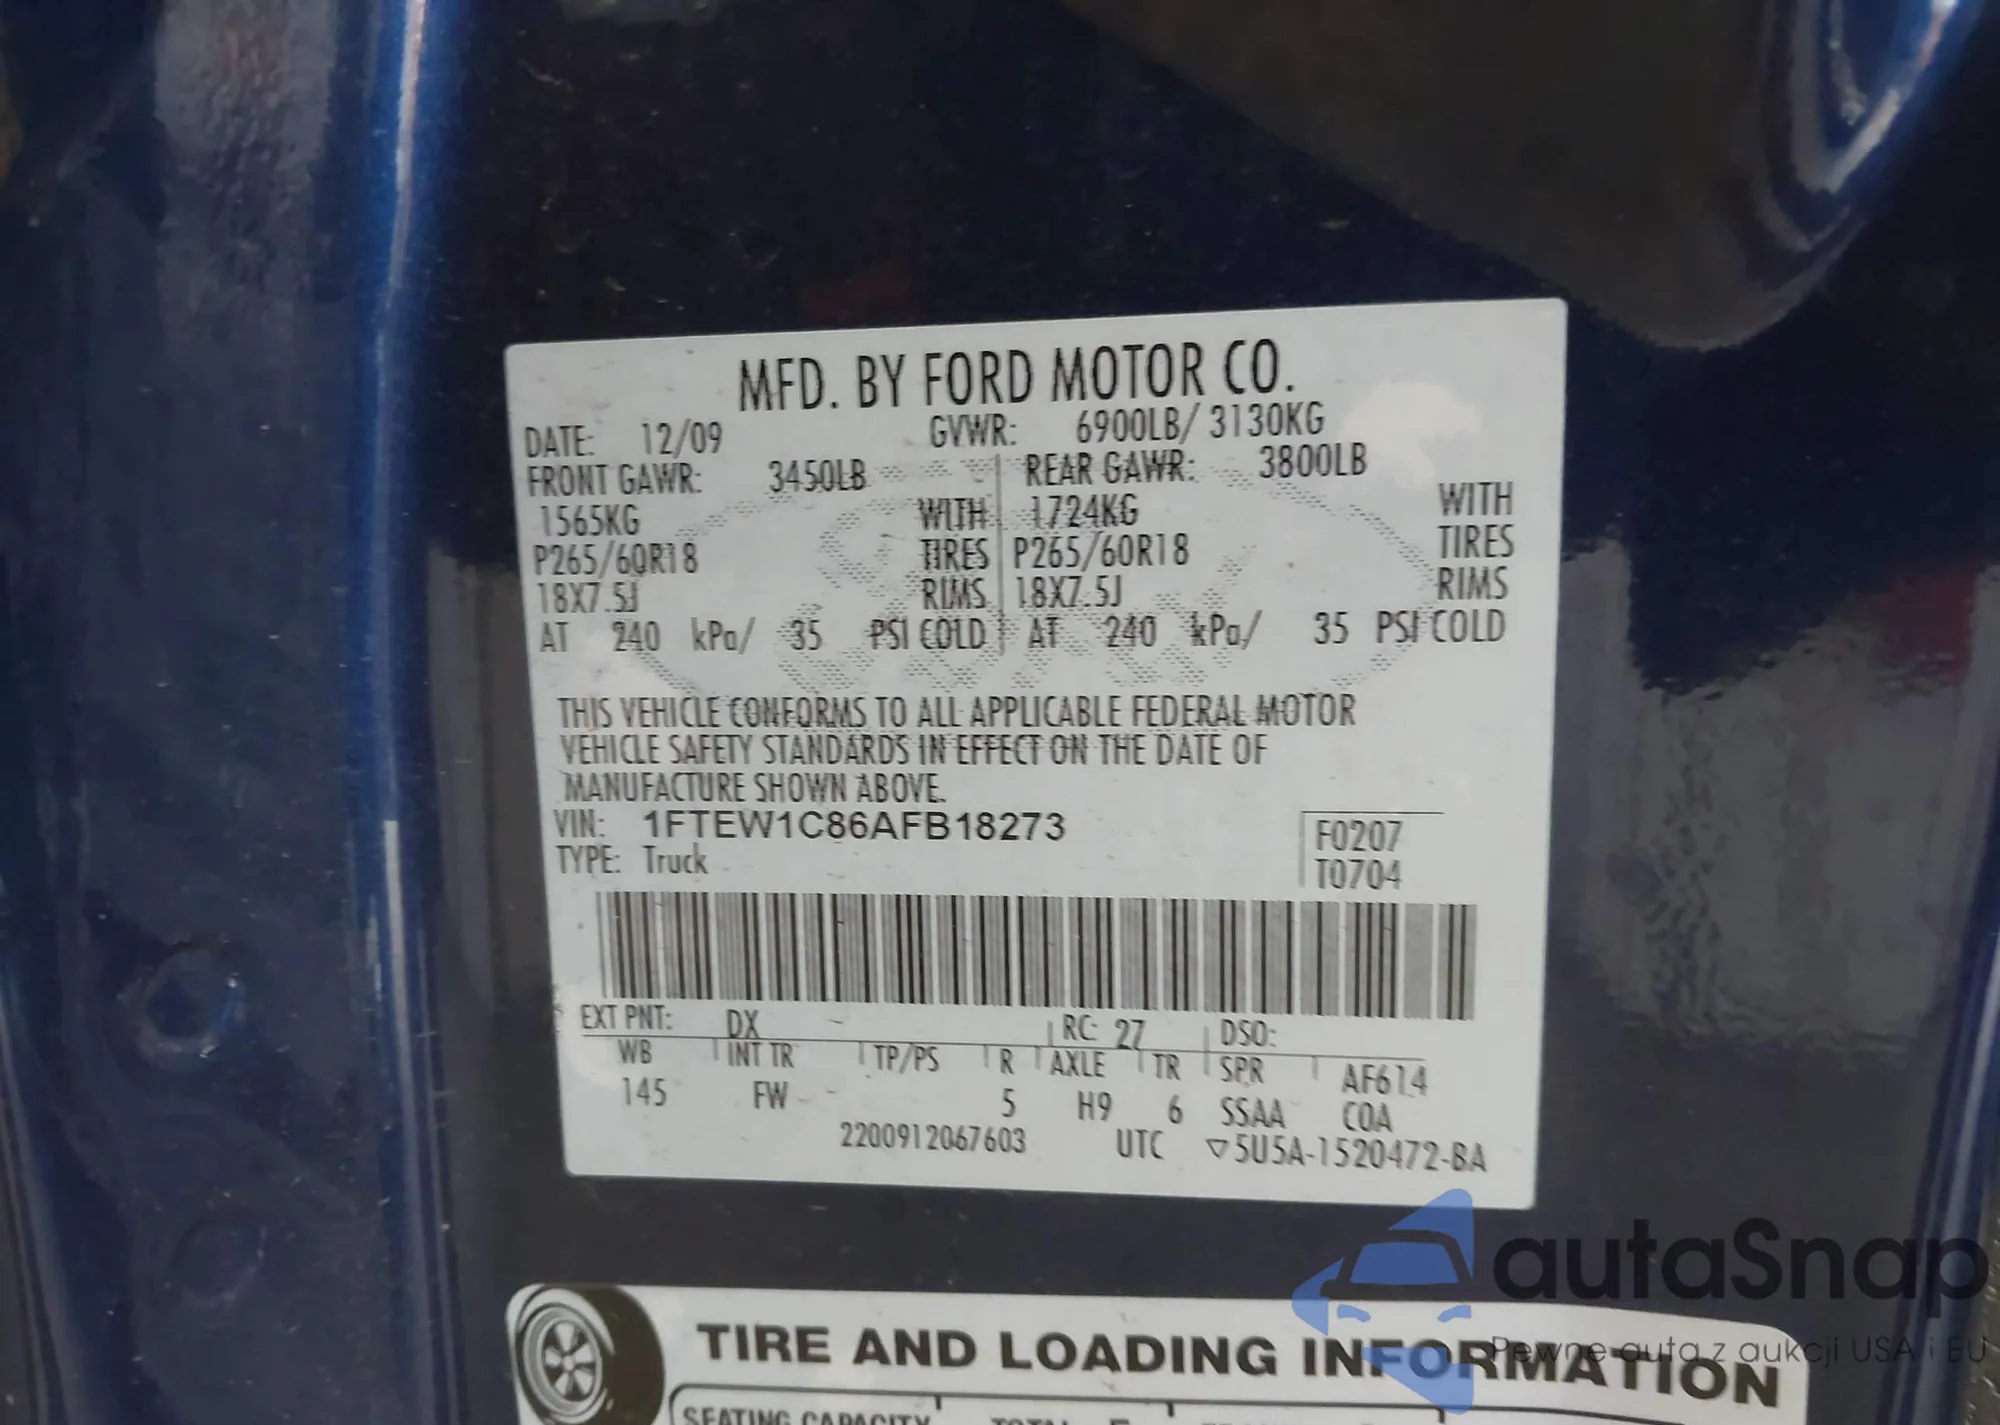 MFD. BY FORD MOTOR CO.
DATE: 12/09 GVWR: 6900LB/ 3130KG
FRONT GAWR: 3450LB REAR GAWR: 3800LB
1565KG WITH 1724KG WITH
P265/60R18 TIRES P265/60R18 TIRES
18X7.5J RIMS 18X7.5J RIMS
AT 240 kPa/ 35 PSI COLD AT 240 kPa/ 35 PSI COLD
THIS VEHICLE CONFORMS TO ALL APPLICABLE FEDERAL MOTOR
VEHICLE SAFETY STANDARDS IN EFFECT ON THE DATE OF
MANUFACTURE SHOWN ABOVE.
VIN: 1FTEW1C86AFB18273 F0207
TYPE: Truck T0704
EXT PNT: DX RC: 27 DSO:
WB INT TR TP/PS R AXLE TR SPR AF614
145 FW 5 H9 6 SSAA COA
2200912067603 UTC ▽5U5A-1520472-BA
autaSnap
Pewne auta z aukcji USA i EU
TIRE AND LOADING INFORMATION
SEATING CAPACITY TOTAL